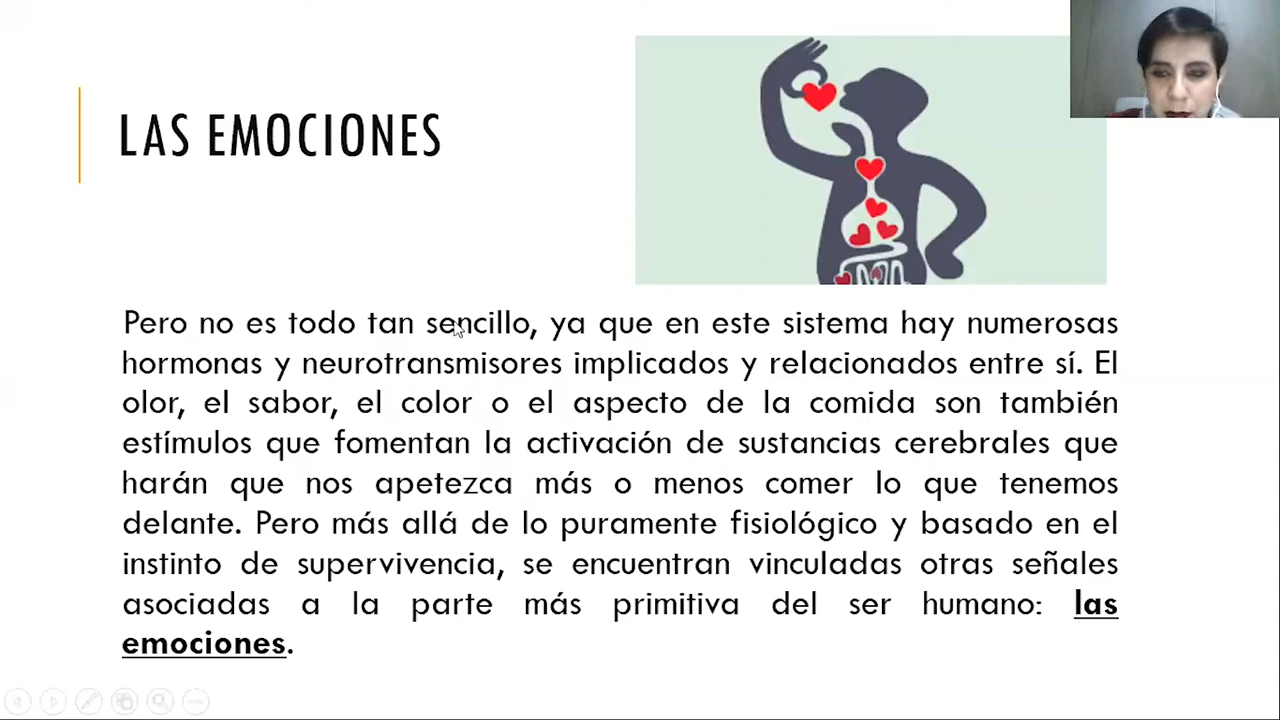 LAS EMOCIONES
Pero no es todo tan sencillo, ya que en este sistema hay numerosas
hormonas y neurotransmisores implicados y relacionados entre sí. El
olor, el sabor, el color o el aspecto de la comida son también
estímulos que fomentan la activación de sustancias cerebrales que
harán que nos apetezca más o menos comer lo que tenemos
delante. Pero más allá de lo puramente fisiológico y basado en el
instinto de supervivencia, se encuentran vinculadas otras señales
asociadas a la parte más primitiva del ser humano: las
emociones.